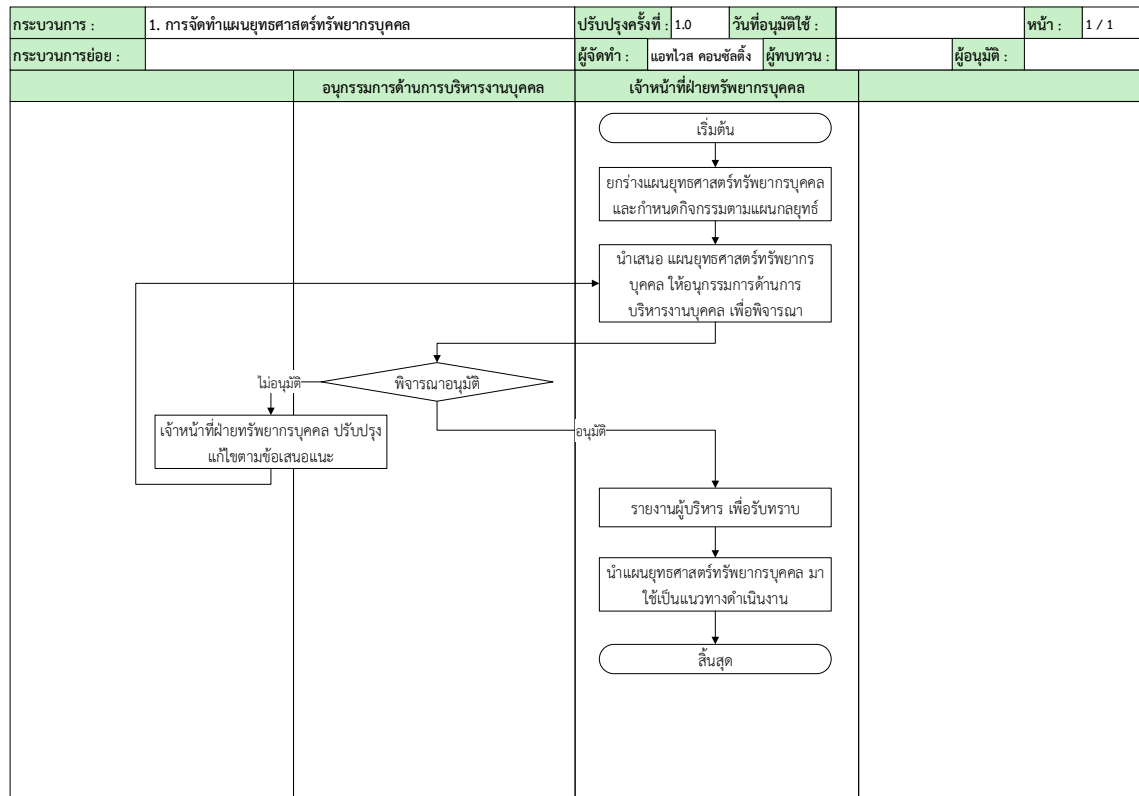 กระบวนการ : 1. การจัดทำแผนยุทธศาสตร์ทรัพยากรบุคคล ปรับปรุงครั้งที่ : 1.0 วันที่อนุมัติใช้ : หน้า : 1 / 1
กระบวนการย่อย : ผู้จัดทำ : แอทไวส คอนซัลติ้ง ผู้ทบทวน : ผู้อนุมัติ :
อนุกรรมการด้านการบริหารงานบุคคล เจ้าหน้าที่ฝ่ายทรัพยากรบุคคล
เริ่มต้น
ยกร่างแผนยุทธศาสตร์ทรัพยากรบุคคล
และกำหนดกิจกรรมตามแผนกลยุทธ์
นำเสนอ แผนยุทธศาสตร์ทรัพยากร
บุคคล ให้อนุกรรมการด้านการ
บริหารงานบุคคล เพื่อพิจารณา
พิจารณาอนุมัติ
ไม่อนุมัติ
เจ้าหน้าที่ฝ่ายทรัพยากรบุคคล ปรับปรุง
แก้ไขตามข้อเสนอแนะ
อนุมัติ
รายงานผู้บริหาร เพื่อรับทราบ
นำแผนยุทธศาสตร์ทรัพยากรบุคคล มา
ใช้เป็นแนวทางดำเนินงาน
สิ้นสุด